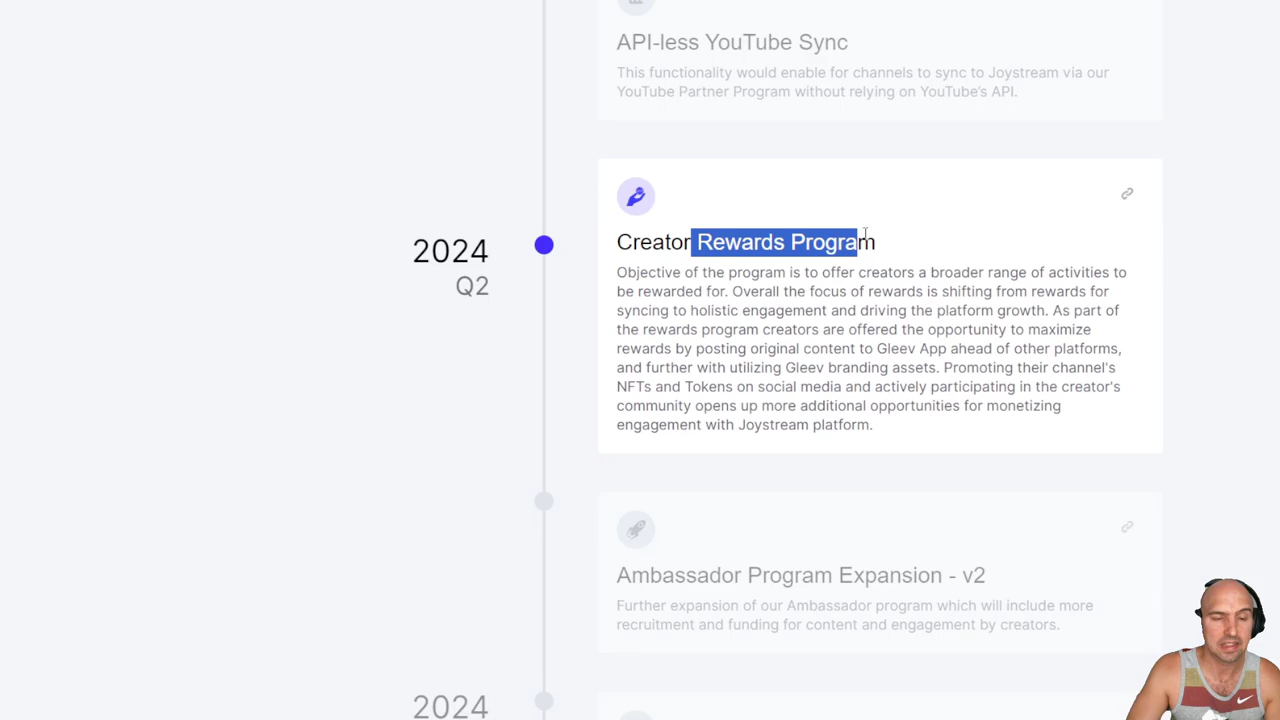 API-less YouTube Sync
This functionality would enable for channels to sync to Joystream via our
YouTube Partner Program without relying on YouTube's API.
2024
Q2
Creator Rewards Program
Objective of the program is to offer creators a broader range of activities to
be rewarded for. Overall the focus of rewards is shifting from rewards for
syncing to holistic engagement and driving the platform growth. As part of
the rewards program creators are offered the opportunity to maximize
rewards by posting original content to Gleev App ahead of other platforms,
and further with utilizing Gleev branding assets. Promoting their channel's
NFTs and Tokens on social media and actively participating in the creator's
community opens up more additional opportunities for monetizing
engagement with Joystream platform.
Ambassador Program Expansion - v2
Further expansion of our Ambassador program which will include more
recruitment and funding for content and engagement by creators.
2024